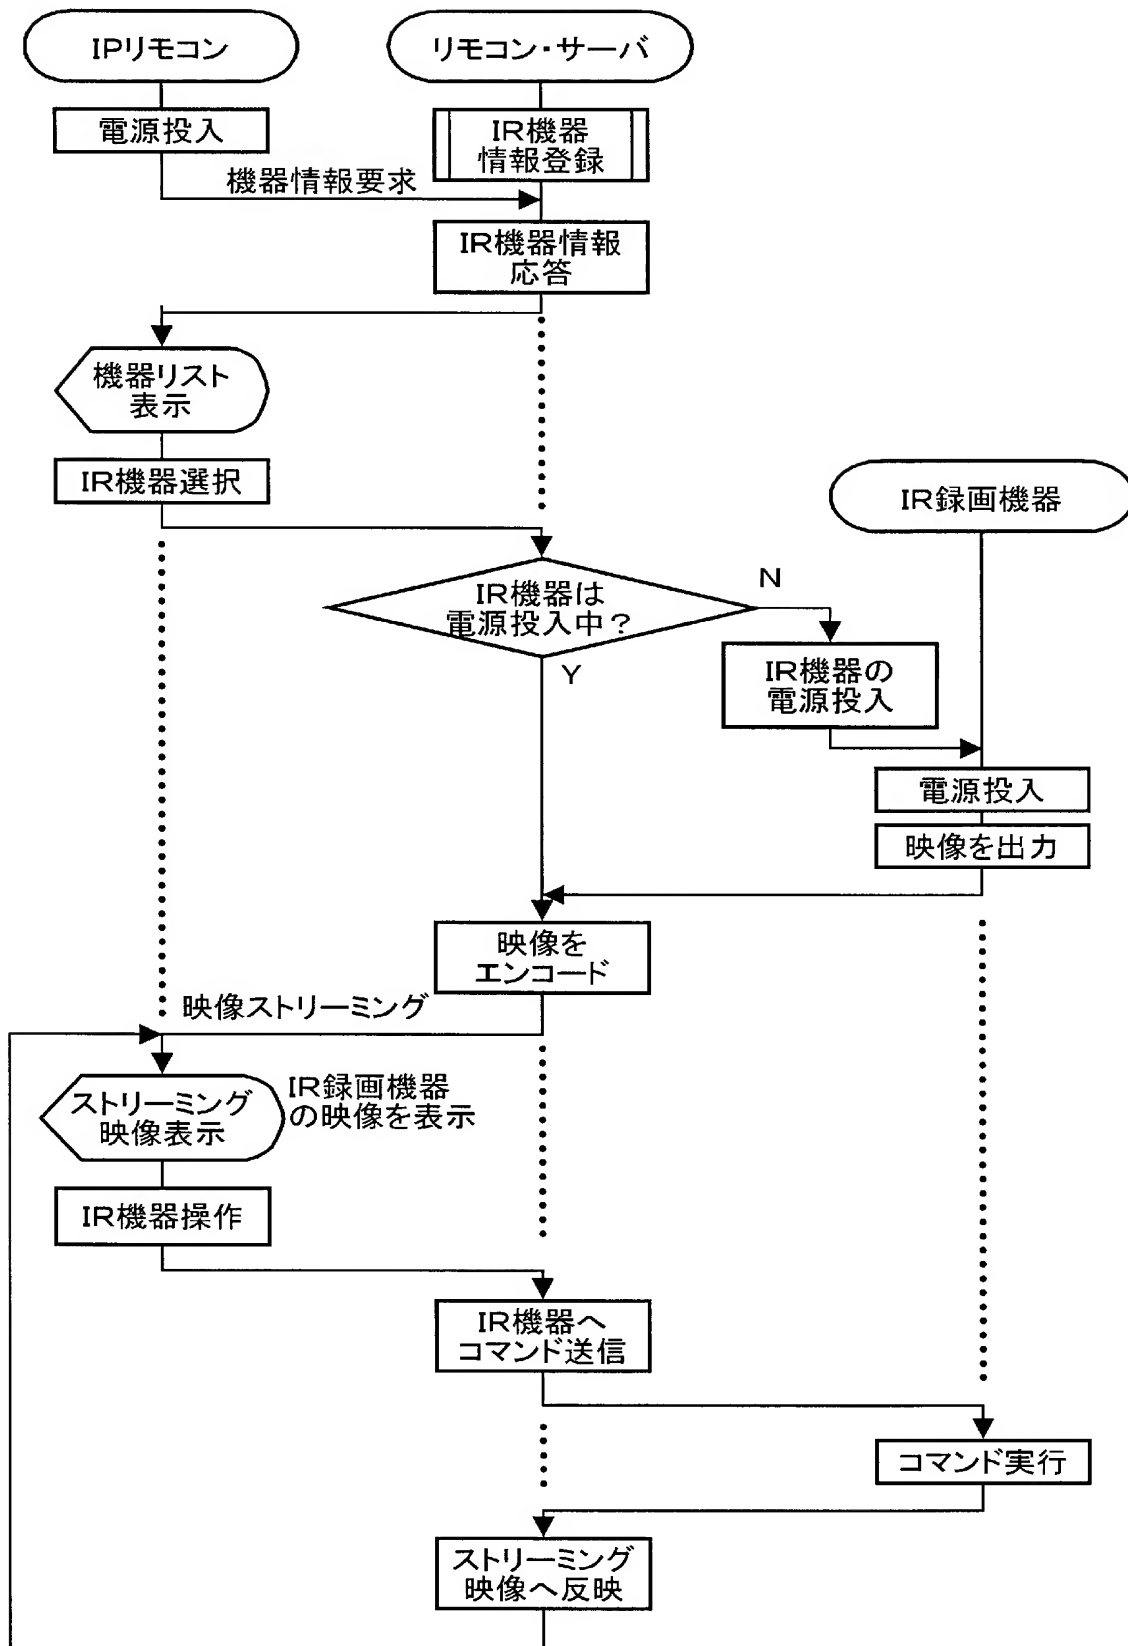 IPリモコン
リモコン・サーバ
電源投入
IR機器
情報登録
機器情報要求
IR機器情報
応答
機器リスト
表示
IR機器選択
IR録画機器
IR機器は
電源投入中？
N
Y
IR機器の
電源投入
電源投入
映像を出力
映像を
エンコード
映像ストリーミング
ストリーミング
映像表示
IR録画機器
の映像を表示
IR機器操作
IR機器へ
コマンド送信
コマンド実行
ストリーミング
映像へ反映